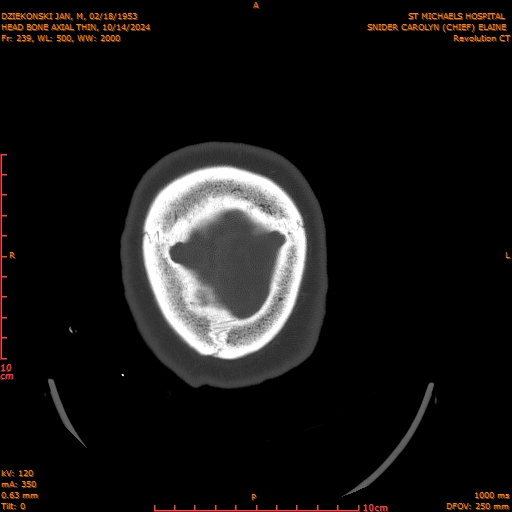 A
DZIEKONSKI JAN, M, 02/18/1953
HEAD BONE AXIAL THIN, 10/14/2024
Fr: 239, WL: 500, WW: 2000
ST MICHAELS HOSPITAL
SNIDER CAROLYN (CHIEF) ELAINE
Revolution CT
R
L
10
cm
kV: 120
mA: 350
0.63 mm
Tilt: 0
P
10cm
1000 ms
DFOV: 250 mm